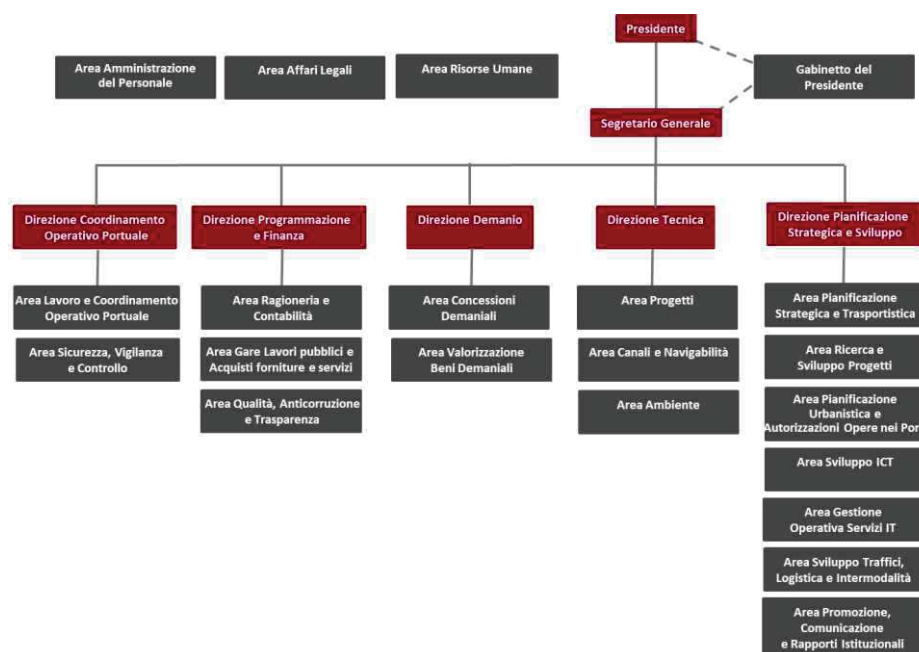 Presidente
Area Amministrazione
del Personale
Area Affari Legali
Area Risorse Umane
Gabinetto del
Presidente
Segretario Generale
Direzione Coordinamento
Operativo Portuale
Direzione Programmazione
e Finanza
Direzione Demanio
Direzione Tecnica
Direzione Pianificazione
Strategica e Sviluppo
Area Lavoro e Coordinamento
Operativo Portuale
Area Sicurezza, Vigilanza
e Controllo
Area Ragioneria e
Contabilità
Area Gare Lavori pubblici e
Acquisti forniture e servizi
Area Qualità, Anticorruzione
e Trasparenza
Area Concessioni
Demaniali
Area Valorizzazione
Beni Demaniali
Area Progetti
Area Canali e Navigabilità
Area Ambiente
Area Pianificazione
Strategica e Trasportistica
Area Ricerca e
Sviluppo Progetti
Area Pianificazione
Urbanistica e
Autorizzazioni Opere nei Por
Area Sviluppo ICT
Area Gestione
Operativa Servizi IT
Area Sviluppo Traffici,
Logistica e Intermodalità
Area Promozione,
Comunicazione
e Rapporti Istituzionali